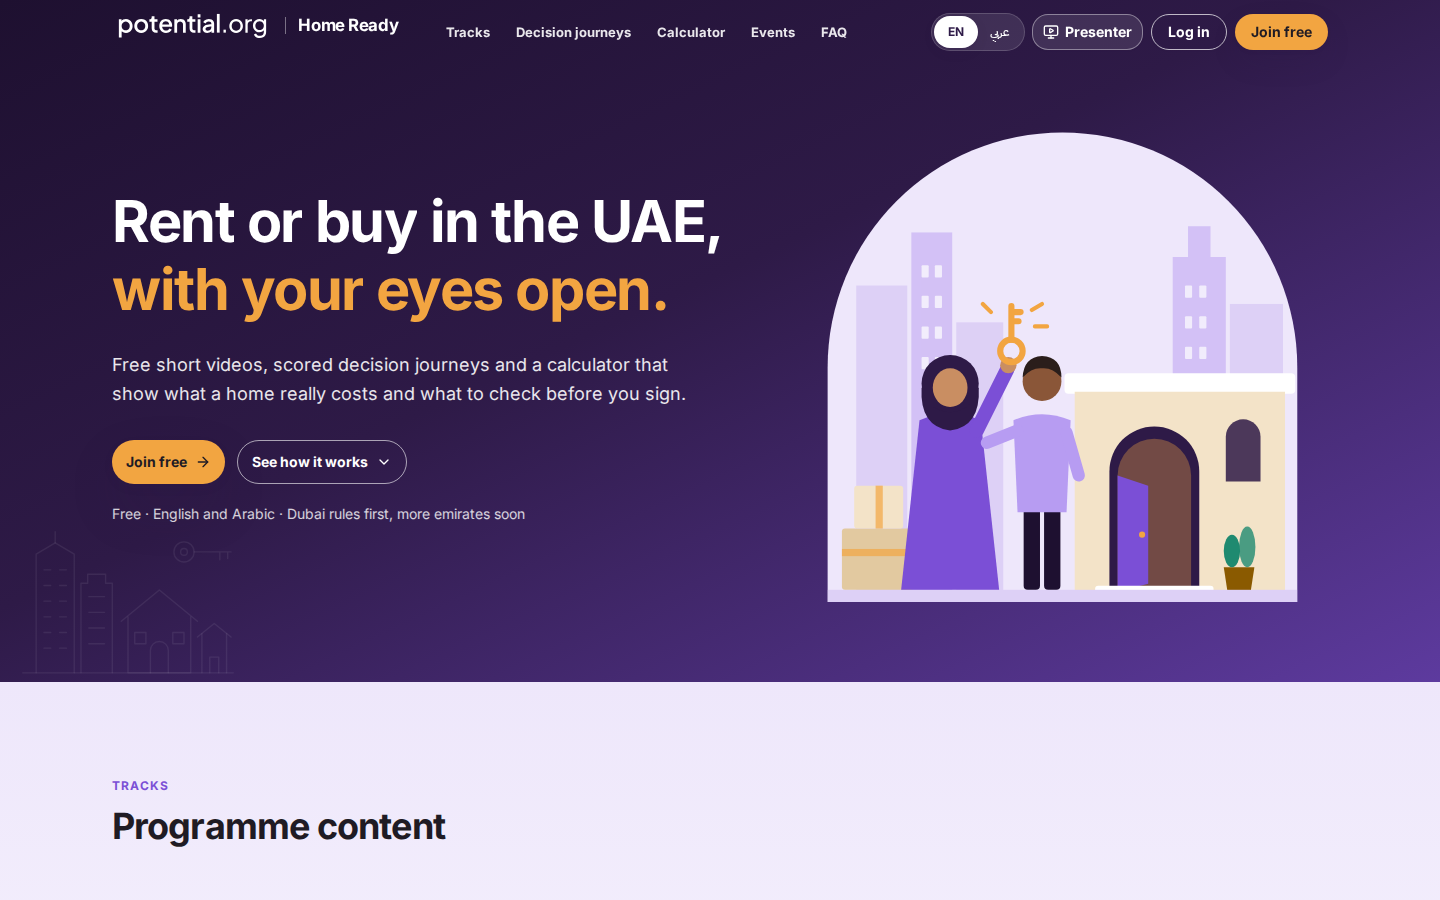 potential.org
Home Ready
Tracks
Decision journeys
Calculator
Events
FAQ
EN
عربي
Presenter
Log in
Join free
Rent or buy in the UAE,
with your eyes open.
Free short videos, scored decision journeys and a calculator that
show what a home really costs and what to check before you sign.
Join free
See how it works
Free · English and Arabic · Dubai rules first, more emirates soon
TRACKS
Programme content